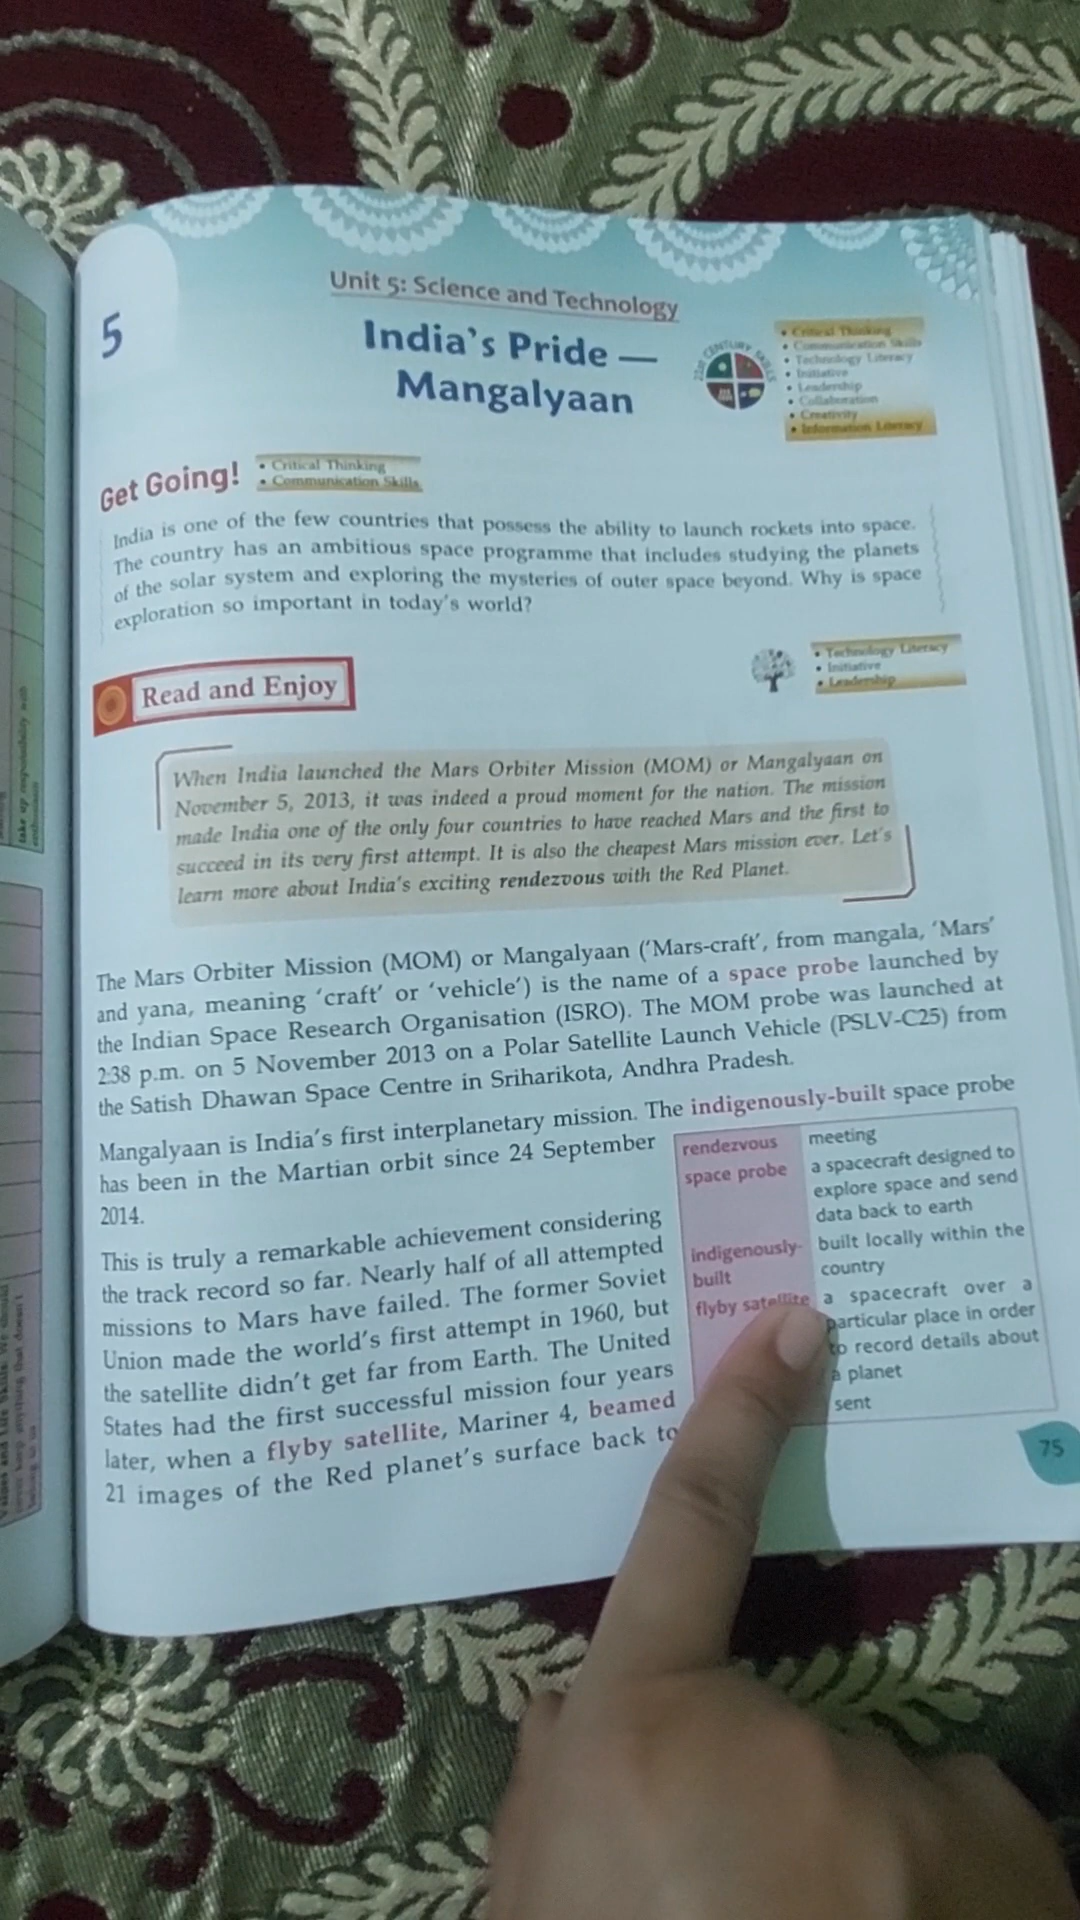 Unit 5: Science and Technology
5
India's Pride —
Mangalyaan
21ST CENTURY SKILLS
• Critical Thinking
• Communication Skills
• Technology Literacy
• Initiative
• Leadership
• Collaboration
• Creativity
• Information Literacy
Get Going!
• Critical Thinking
• Communication Skills
India is one of the few countries that possess the ability to launch rockets into space.
The country has an ambitious space programme that includes studying the planets
of the solar system and exploring the mysteries of outer space beyond. Why is space
exploration so important in today's world?
Read and Enjoy
• Technology Literacy
• Initiative
• Leadership
When India launched the Mars Orbiter Mission (MOM) or Mangalyaan on
November 5, 2013, it was indeed a proud moment for the nation. The mission
made India one of the only four countries to have reached Mars and the first to
succeed in its very first attempt. It is also the cheapest Mars mission ever. Let's
learn more about India's exciting rendezvous with the Red Planet.
The Mars Orbiter Mission (MOM) or Mangalyaan ('Mars-craft', from mangala, 'Mars'
and yana, meaning 'craft' or 'vehicle') is the name of a space probe launched by
the Indian Space Research Organisation (ISRO). The MOM probe was launched at
2:38 p.m. on 5 November 2013 on a Polar Satellite Launch Vehicle (PSLV-C25) from
the Satish Dhawan Space Centre in Sriharikota, Andhra Pradesh.
Mangalyaan is India's first interplanetary mission. The indigenously-built space probe
has been in the Martian orbit since 24 September
2014.
This is truly a remarkable achievement considering
the track record so far. Nearly half of all attempted
missions to Mars have failed. The former Soviet
Union made the world's first attempt in 1960, but
the satellite didn't get far from Earth. The United
States had the first successful mission four years
later, when a flyby satellite, Mariner 4, beamed
21 images of the Red planet's surface back to
rendezvous meeting
space probe a spacecraft designed to
explore space and send
data back to earth
indigenously- built locally within the
built country
flyby satellite a spacecraft over a
particular place in order
to record details about
a planet
sent
75